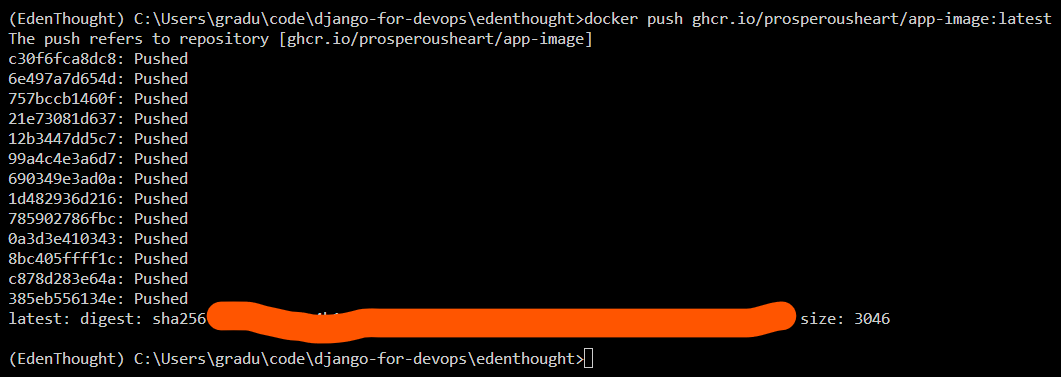 (EdenThought) C:\Users\gradu\code\django-for-devops\edenthought>docker push ghcr.io/prosperousheart/app-image:latest
The push refers to repository [ghcr.io/prosperousheart/app-image]
c30f6fca8dc8: Pushed
6e497a7d654d: Pushed
757bccb1460f: Pushed
21e73081d637: Pushed
12b3447dd5c7: Pushed
99a4c4e3a6d7: Pushed
690349e3ad0a: Pushed
1d482936d216: Pushed
785902786fbc: Pushed
0a3d3e410343: Pushed
8bc405ffff1c: Pushed
c878d283e64a: Pushed
385eb556134e: Pushed
latest: digest: sha256 size: 3046
(EdenThought) C:\Users\gradu\code\django-for-devops\edenthought>